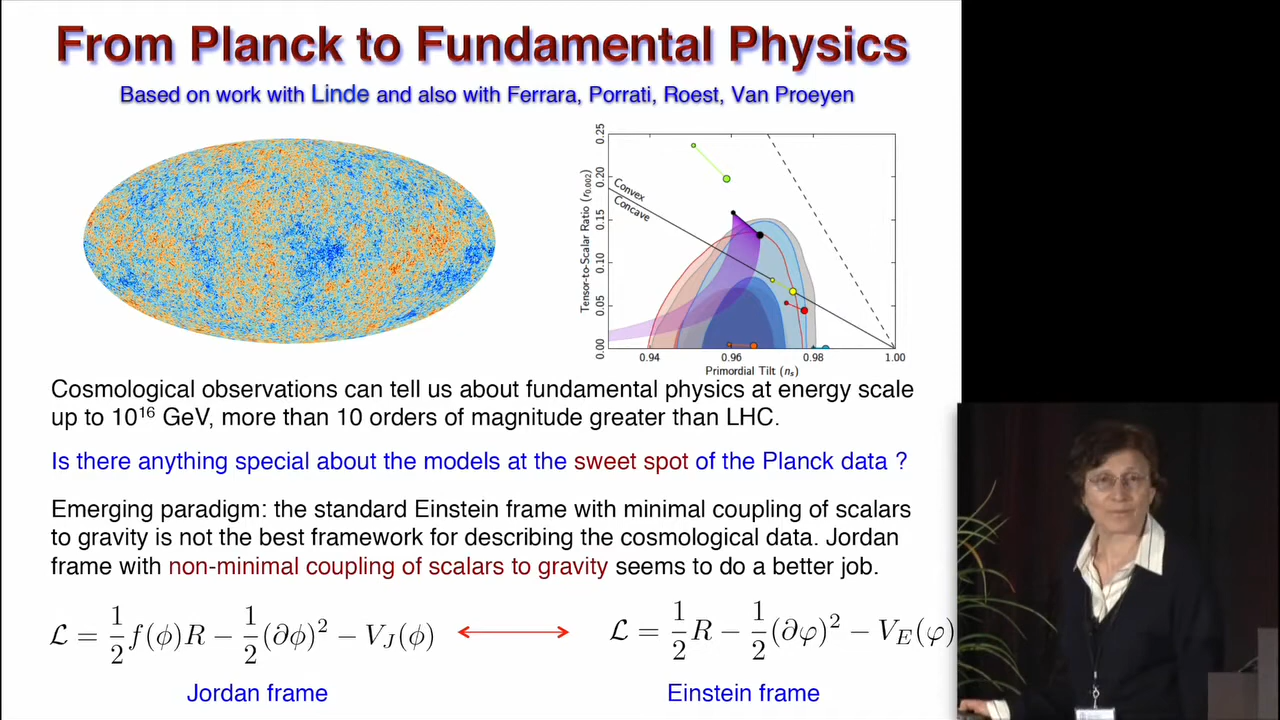 From Planck to Fundamental Physics
Based on work with Linde and also with Ferrara, Porrati, Roest, Van Proeyen
0.25
0.20
0.15
0.10
0.05
0.00
Tensor-to-Scalar Ratio (r₀.₀₀₂)
Convex
Concave
0.94
0.96
0.98
1.00
Primordial Tilt (nₛ)
Cosmological observations can tell us about fundamental physics at energy scale
up to 10¹⁶ GeV, more than 10 orders of magnitude greater than LHC.
Is there anything special about the models at the sweet spot of the Planck data ?
Emerging paradigm: the standard Einstein frame with minimal coupling of scalars
to gravity is not the best framework for describing the cosmological data. Jordan
frame with non-minimal coupling of scalars to gravity seems to do a better job.
ℒ = 1/2 f(ϕ)R − 1/2 (∂ϕ)² − V_J(ϕ)
ℒ = 1/2 R − 1/2 (∂φ)² − V_E(φ)
Jordan frame
Einstein frame